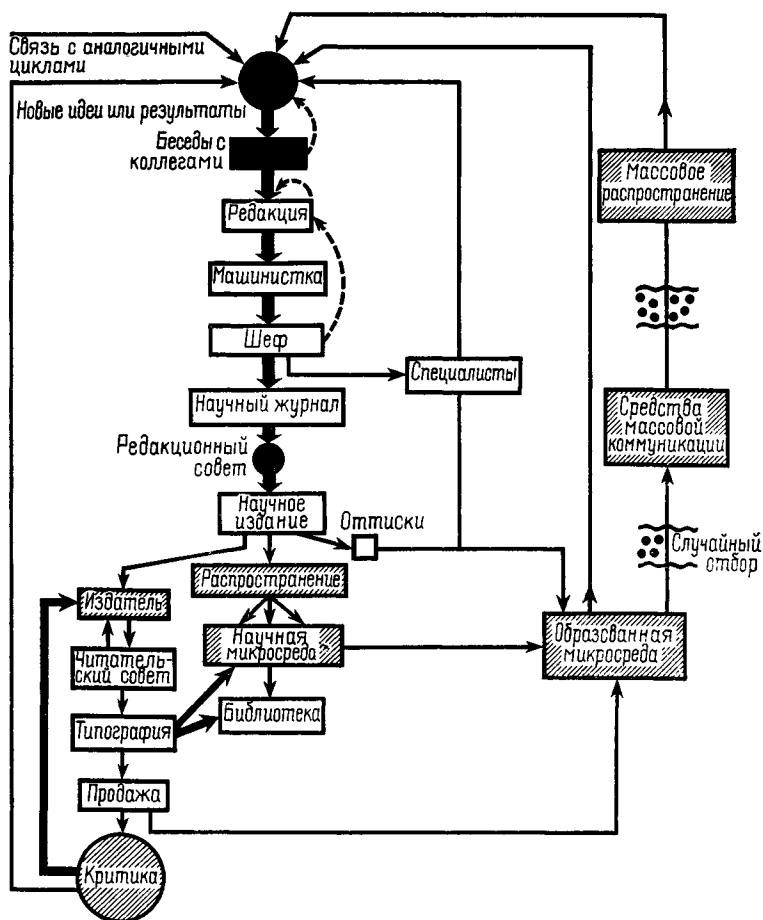 Связь с аналогичными
циклами
Новые идеи или результаты
Беседы с
коллегами
Редакция
Машинистка
Шеф
Специалисты
Научный журнал
Редакционный
совет
Научное
издание
Оттиски
Распространение
Издатель
Научная
микросреда
Читатель-
ский совет
Библиотека
Типография
Продажа
Критика
Массовое
распространение
Средства
массовой
коммуникации
Случайный
отбор
Образованная
микросреда